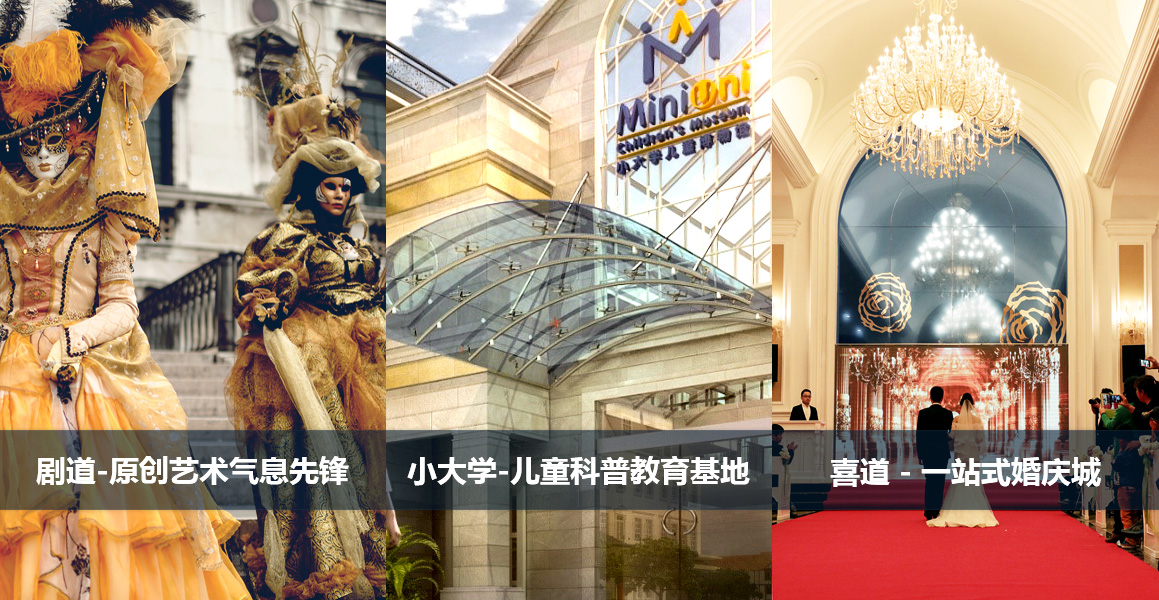 Miniuni
Children's Museum
小大学儿童博物馆
剧道-原创艺术气息先锋
小大学-儿童科普教育基地
喜道 - 一站式婚庆城